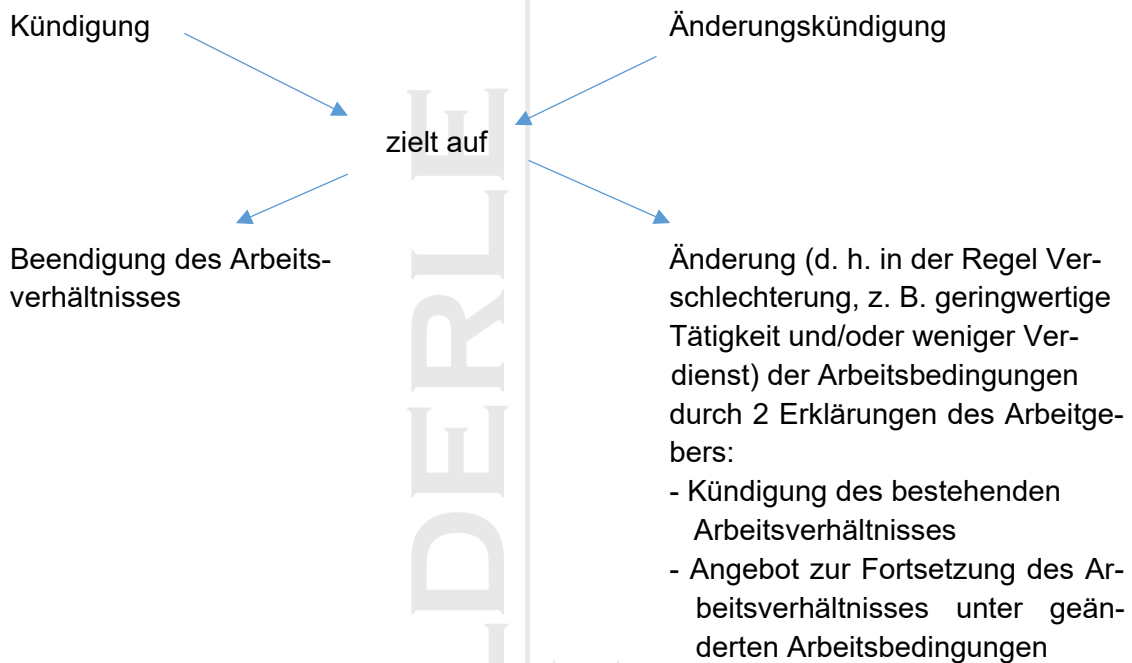 Kündigung
Änderungskündigung
zielt auf
Beendigung des Arbeits-
verhältnisses
Änderung (d. h. in der Regel Ver-
schlechterung, z. B. geringwertige
Tätigkeit und/oder weniger Ver-
dienst) der Arbeitsbedingungen
durch 2 Erklärungen des Arbeitge-
bers:
- Kündigung des bestehenden
Arbeitsverhältnisses
- Angebot zur Fortsetzung des Ar-
beitsverhältnisses unter geän-
derten Arbeitsbedingungen
DERLE